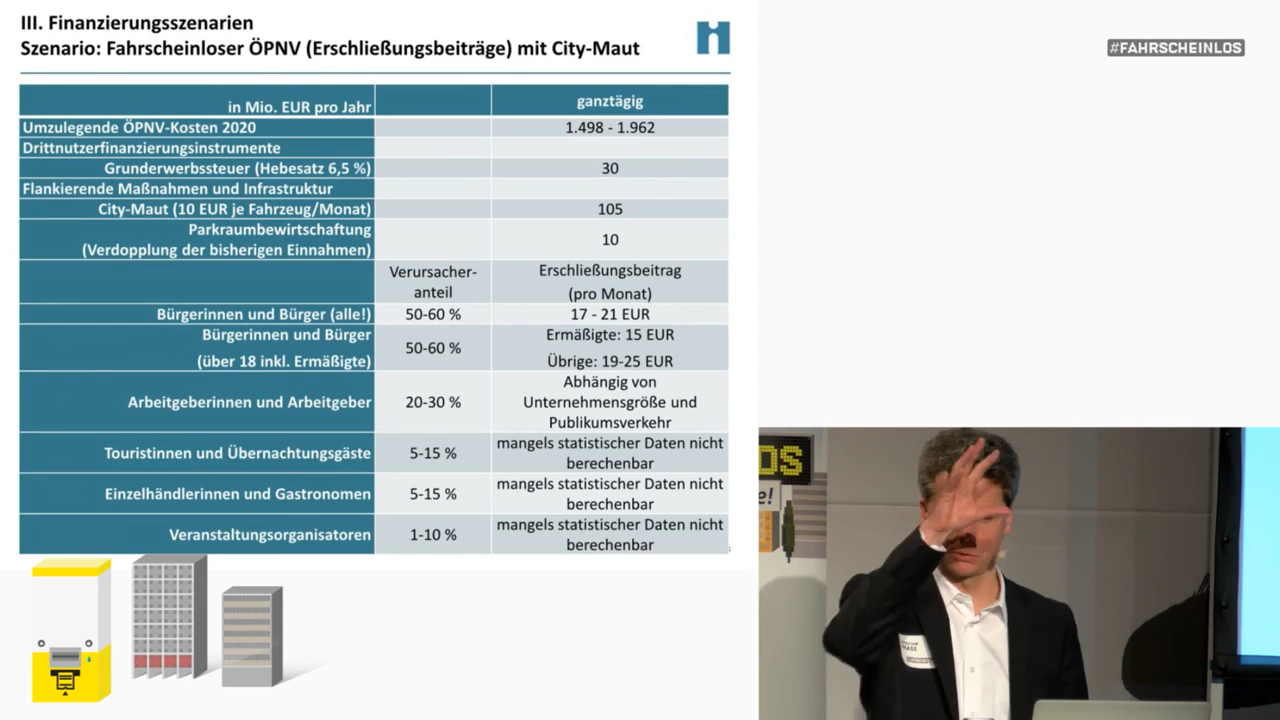 III. Finanzierungsszenarien
Szenario: Fahrscheinloser ÖPNV (Erschließungsbeiträge) mit City-Maut
#FAHRSCHEINLOS
in Mio. EUR pro Jahr
ganztägig
Umzulegende ÖPNV-Kosten 2020
1.498 - 1.962
Drittnutzerfinanzierungsinstrumente
Grunderwerbssteuer (Hebesatz 6,5 %)
30
Flankierende Maßnahmen und Infrastruktur
City-Maut (10 EUR je Fahrzeug/Monat)
105
Parkraumbewirtschaftung
(Verdopplung der bisherigen Einnahmen)
10
Verursacher-
anteil
Erschließungsbeitrag
(pro Monat)
Bürgerinnen und Bürger (alle!)
50-60 %
17 - 21 EUR
Bürgerinnen und Bürger
(über 18 inkl. Ermäßigte)
50-60 %
Ermäßigte: 15 EUR
Übrige: 19-25 EUR
Arbeitgeberinnen und Arbeitgeber
20-30 %
Abhängig von
Unternehmensgröße und
Publikumsverkehr
Touristinnen und Übernachtungsgäste
5-15 %
mangels statistischer Daten nicht
berechenbar
Einzelhändlerinnen und Gastronomen
5-15 %
mangels statistischer Daten nicht
berechenbar
Veranstaltungsorganisatoren
1-10 %
mangels statistischer Daten nicht
berechenbar
OS
e!